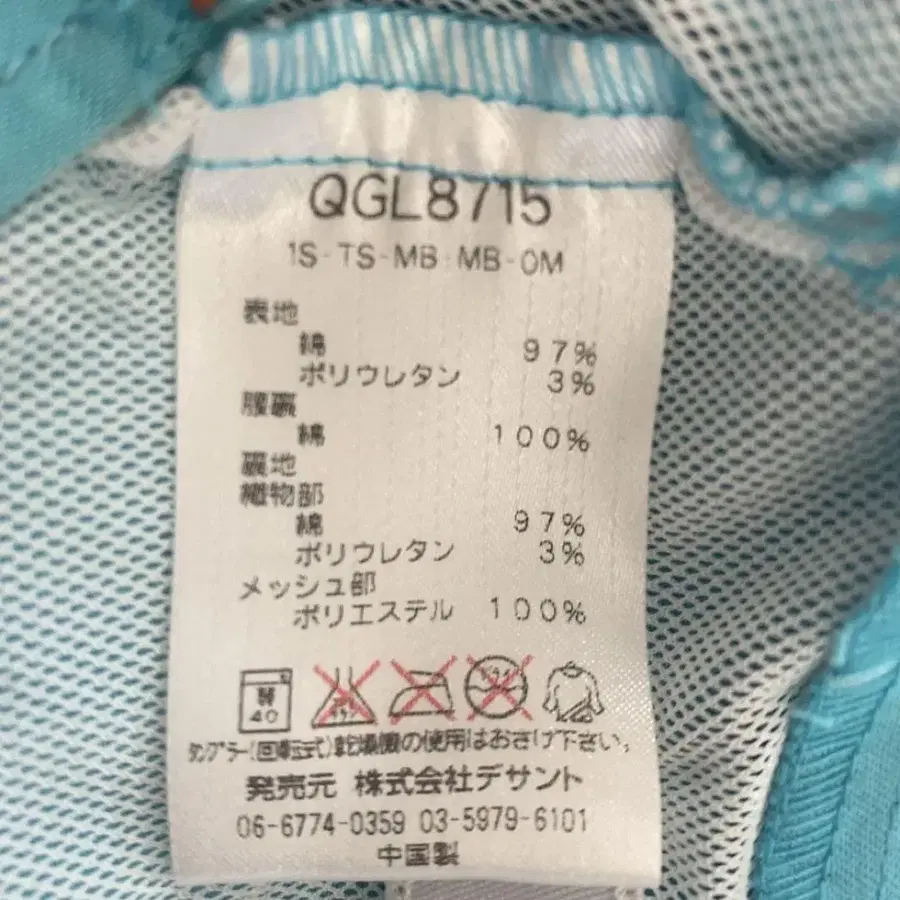 QGL8715
1S-TS-MB-MB-0M
表地
綿 97%
ポリウレタン 3%
腰裏
綿 100%
裏地
織物部
綿 97%
ポリウレタン 3%
メッシュ部
ポリエステル 100%
弱 40
タンブラー(回転式)乾燥機の使用はおさけ下さい。
発売元 株式会社デサント
06-6774-0359 03-5979-6101
中国製